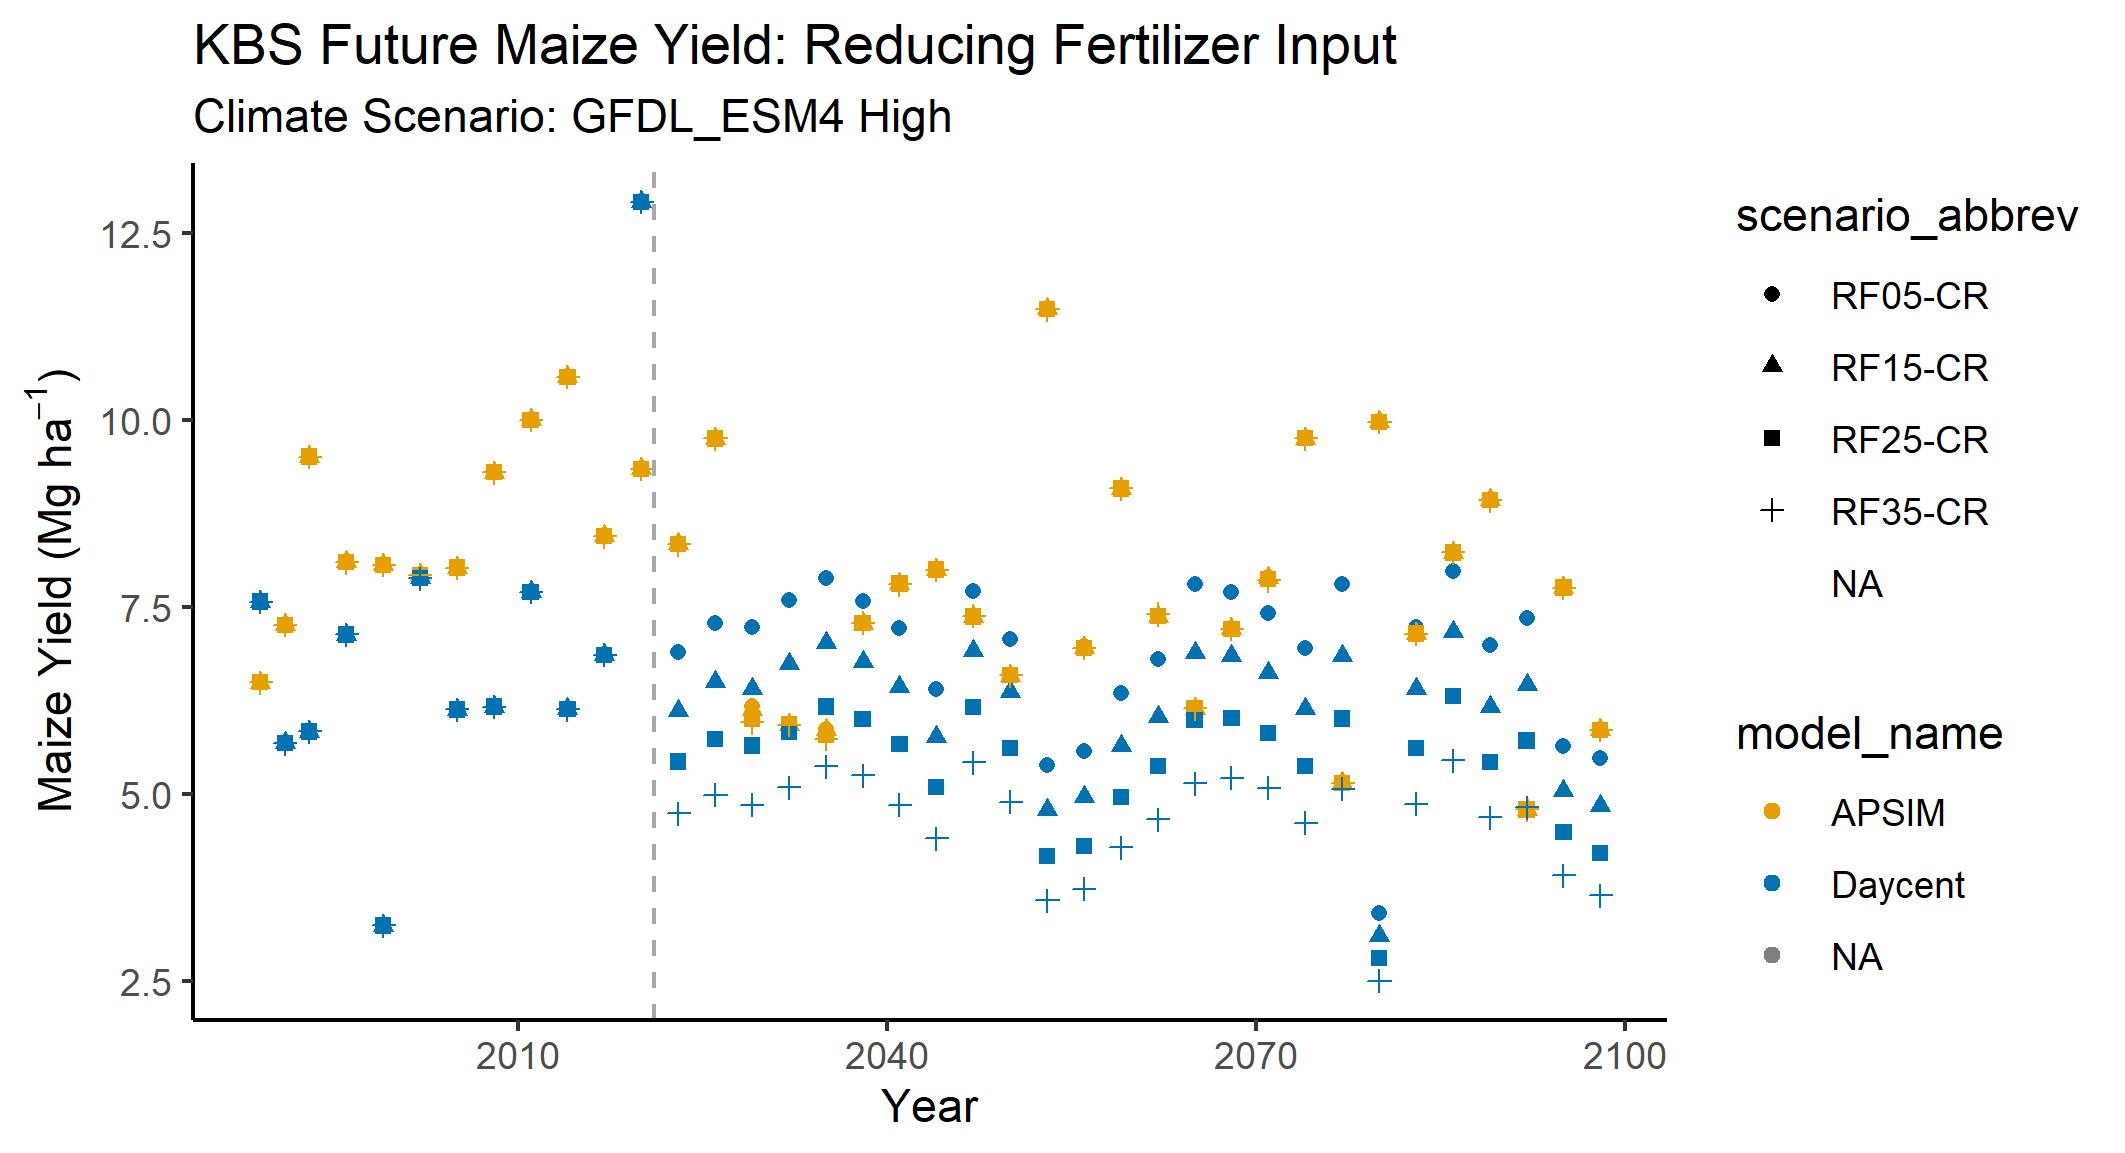 KBS Future Maize Yield: Reducing Fertilizer Input
Climate Scenario: GFDL_ESM4 High
Maize Yield (Mg ha⁻¹)
12.5
10.0
7.5
5.0
2.5
2010
2040
2070
2100
Year
scenario_abbrev
RF05-CR
RF15-CR
RF25-CR
RF35-CR
NA
model_name
APSIM
Daycent
NA